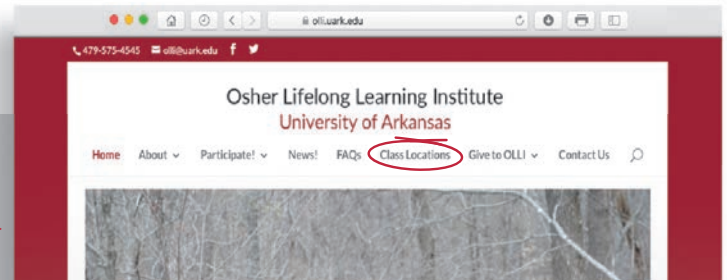 olli.uark.edu
479-575-4545 olli@uark.edu
Osher Lifelong Learning Institute
University of Arkansas
Home About Participate! News! FAQs Class Locations Give to OLLI Contact Us